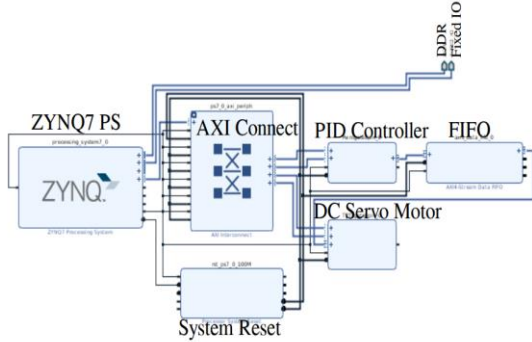 DDR
Fixed IO
ps7_0_axi_periph
ZYNQ7 PS
AXI Connect
PID Controller
FIFO
processing_system7_0
ZYNQ
AXI4-Stream Data FIFO
DC Servo Motor
ZYNQ7 Processing System
AXI Interconnect
rst_ps7_0_100M
System Reset